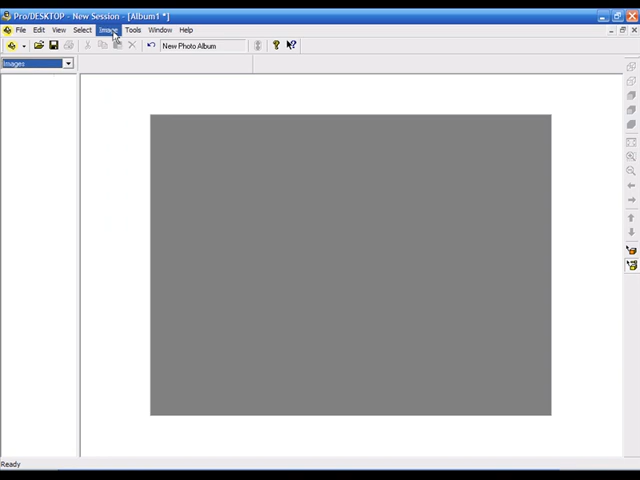 Pro/DESKTOP - New Session - [Album1 *]
File Edit View Select Image Tools Window Help
New Photo Album
Images
Ready